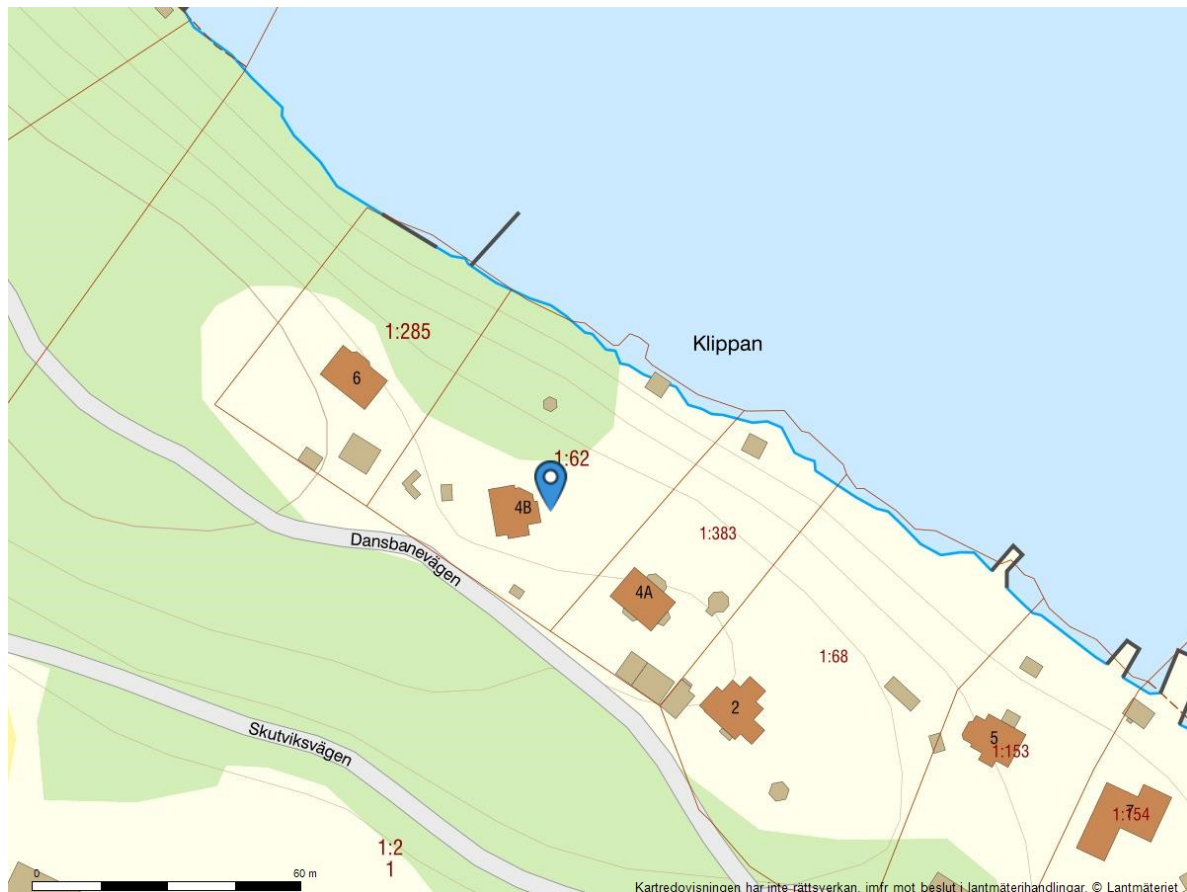 Klippan
1:285
6
1:62
4B
1:383
Dansbanevägen
4A
1:68
2
Skutviksvägen
5
1:153
7
1:154
1:2
1
0
60 m
Kartredovisningen har inte rättsverkan, jmfr mot beslut i lantmäterihandlingar. © Lantmäteriet